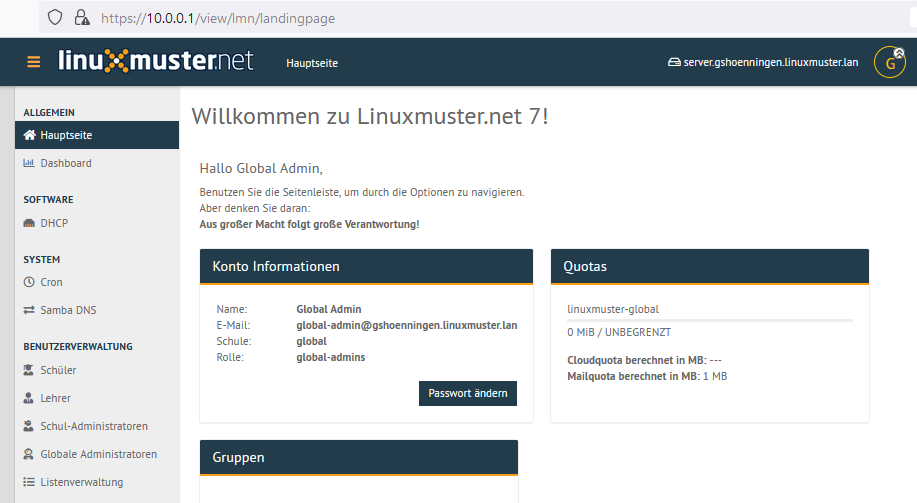 https://10.0.0.1/view/lmn/landingpage
linuxmuster.net
Hauptseite
server.gshoenningen.linuxmuster.lan
G
ALLGEMEIN
Hauptseite
Dashboard
SOFTWARE
DHCP
SYSTEM
Cron
Samba DNS
BENUTZERVERWALTUNG
Schüler
Lehrer
Schul-Administratoren
Globale Administratoren
Listenverwaltung
Willkommen zu Linuxmuster.net 7!
Hallo Global Admin,
Benutzen Sie die Seitenleiste, um durch die Optionen zu navigieren.
Aber denken Sie daran:
Aus großer Macht folgt große Verantwortung!
Konto Informationen
Name: Global Admin
E-Mail: global-admin@gshoenningen.linuxmuster.lan
Schule: global
Rolle: global-admins
Passwort ändern
Quotas
linuxmuster-global
0 MiB / UNBEGRENZT
Cloudquota berechnet in MB: ---
Mailquota berechnet in MB: 1 MB
Gruppen